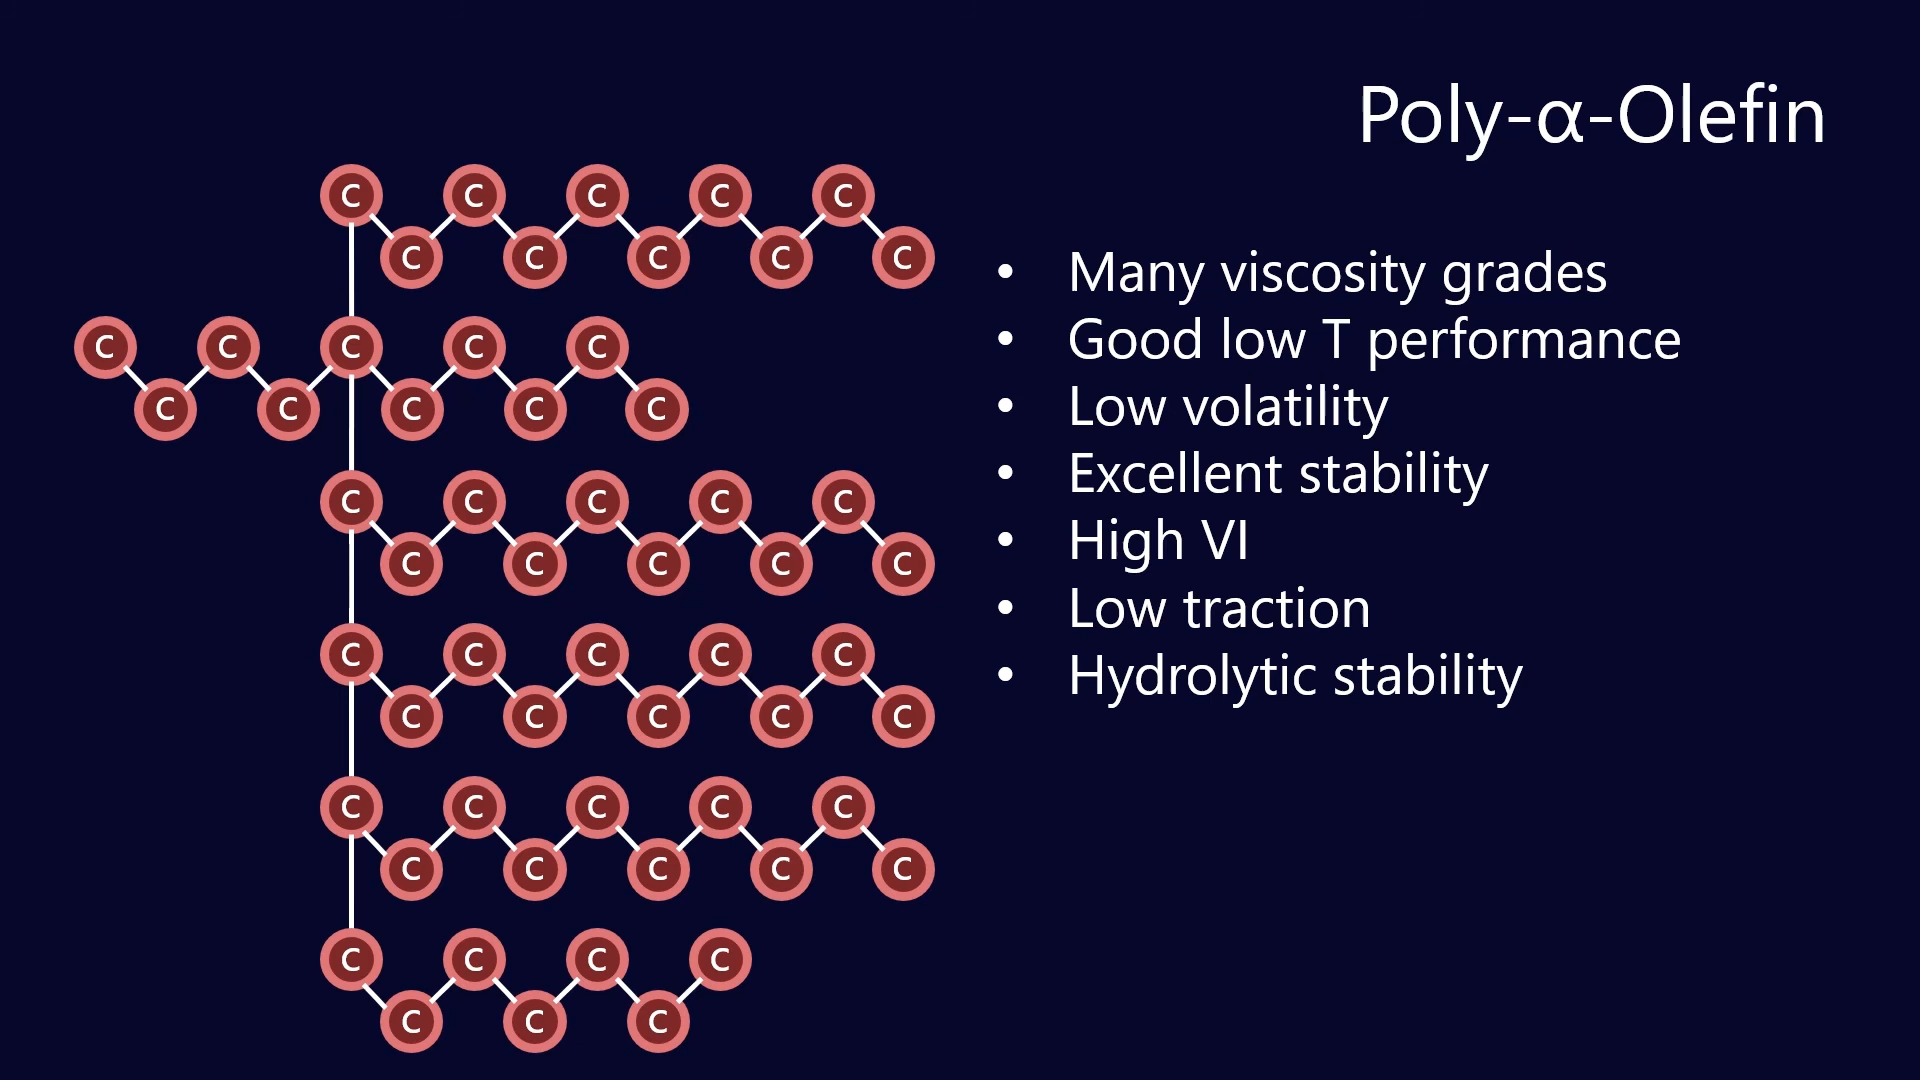 Poly-α-Olefin
C C C C C
C C C C C
C C C C C
C C C C C
C C C C C
C C C C C
C C C C C
C C C C C
C C C C C
C C C C C
C C C C
C C C
• Many viscosity grades
• Good low T performance
• Low volatility
• Excellent stability
• High VI
• Low traction
• Hydrolytic stability